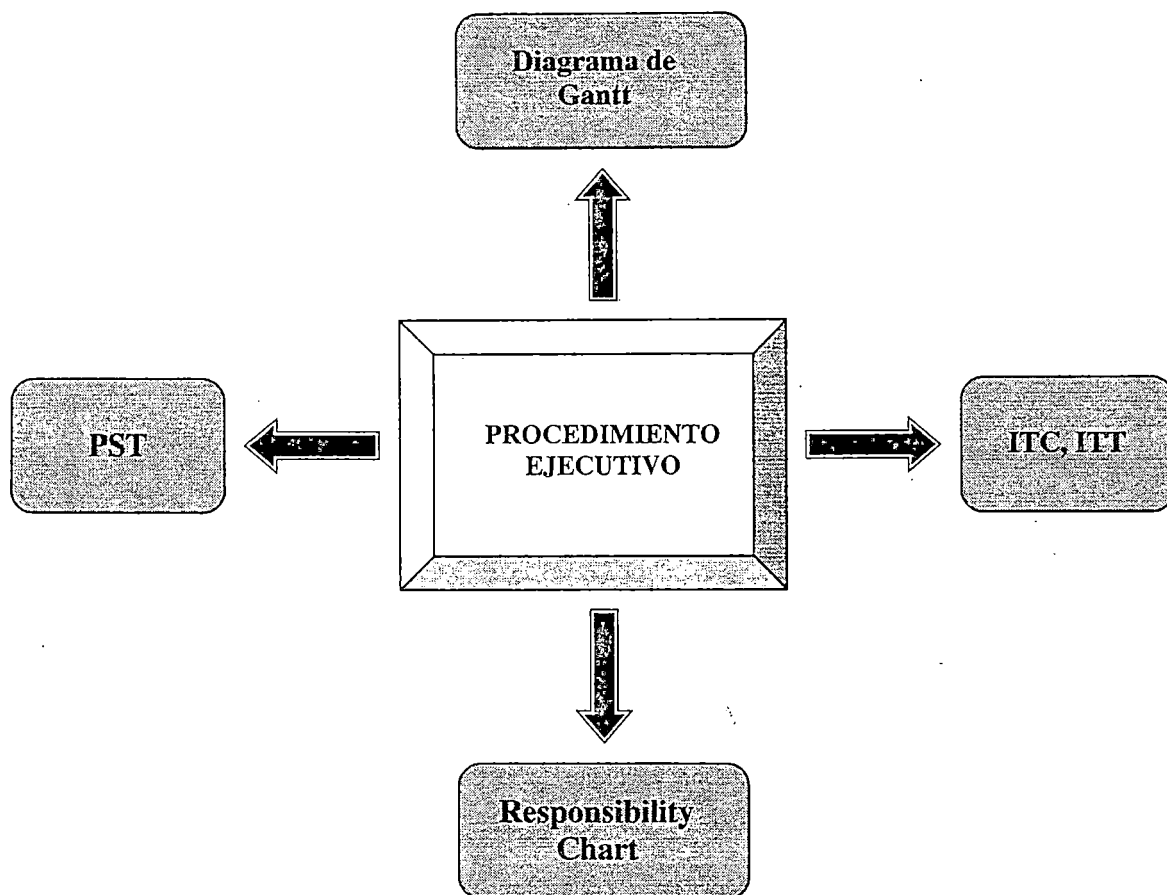 Diagrama de
Gantt
PST
PROCEDIMIENTO
EJECUTIVO
ITC, ITT
Responsibility
Chart